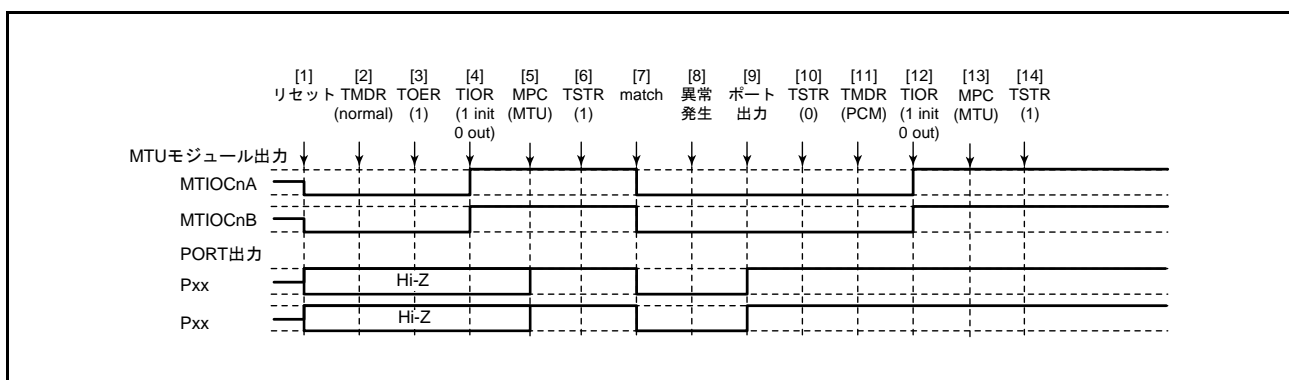 [1] [2] [3] [4] [5] [6] [7] [8] [9] [10] [11] [12] [13] [14]
リセット TMDR TOER TIOR MPC TSTR match 異常 ポート TSTR TMDR TIOR MPC TSTR
(normal) (1) (1 init (MTU) (1) 発生 出力 (0) (PCM) (1 init (MTU) (1)
0 out) 0 out)
MTUモジュール出力
MTIOCnA
MTIOCnB
PORT出力
Pxx Hi-Z
Pxx Hi-Z